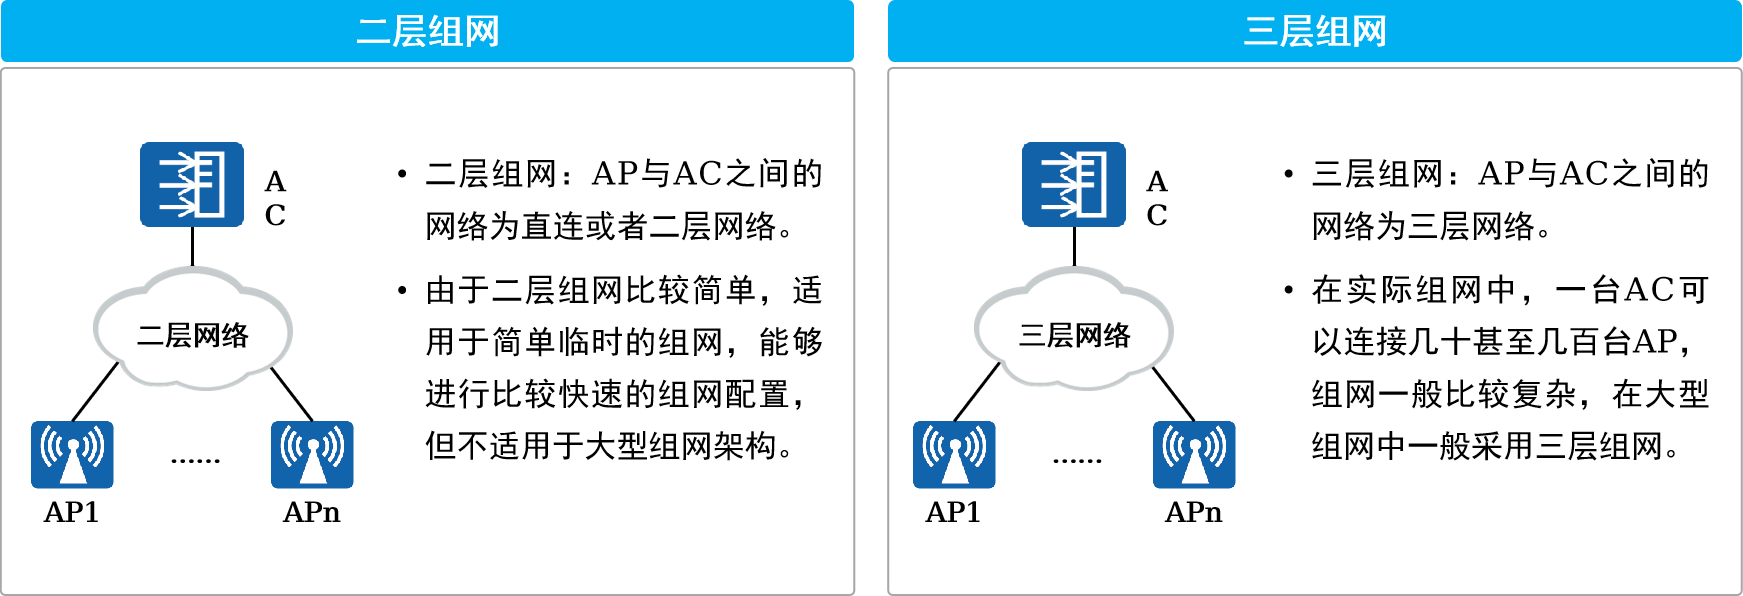 二层组网
A
C
二层网络
......
AP1
APn
• 二层组网：AP与AC之间的
网络为直连或者二层网络。
• 由于二层组网比较简单，适
用于简单临时的组网，能够
进行比较快速的组网配置，
但不适用于大型组网架构。
三层组网
A
C
三层网络
......
AP1
APn
• 三层组网：AP与AC之间的
网络为三层网络。
• 在实际组网中，一台AC可
以连接几十甚至几百台AP，
组网一般比较复杂，在大型
组网中一般采用三层组网。